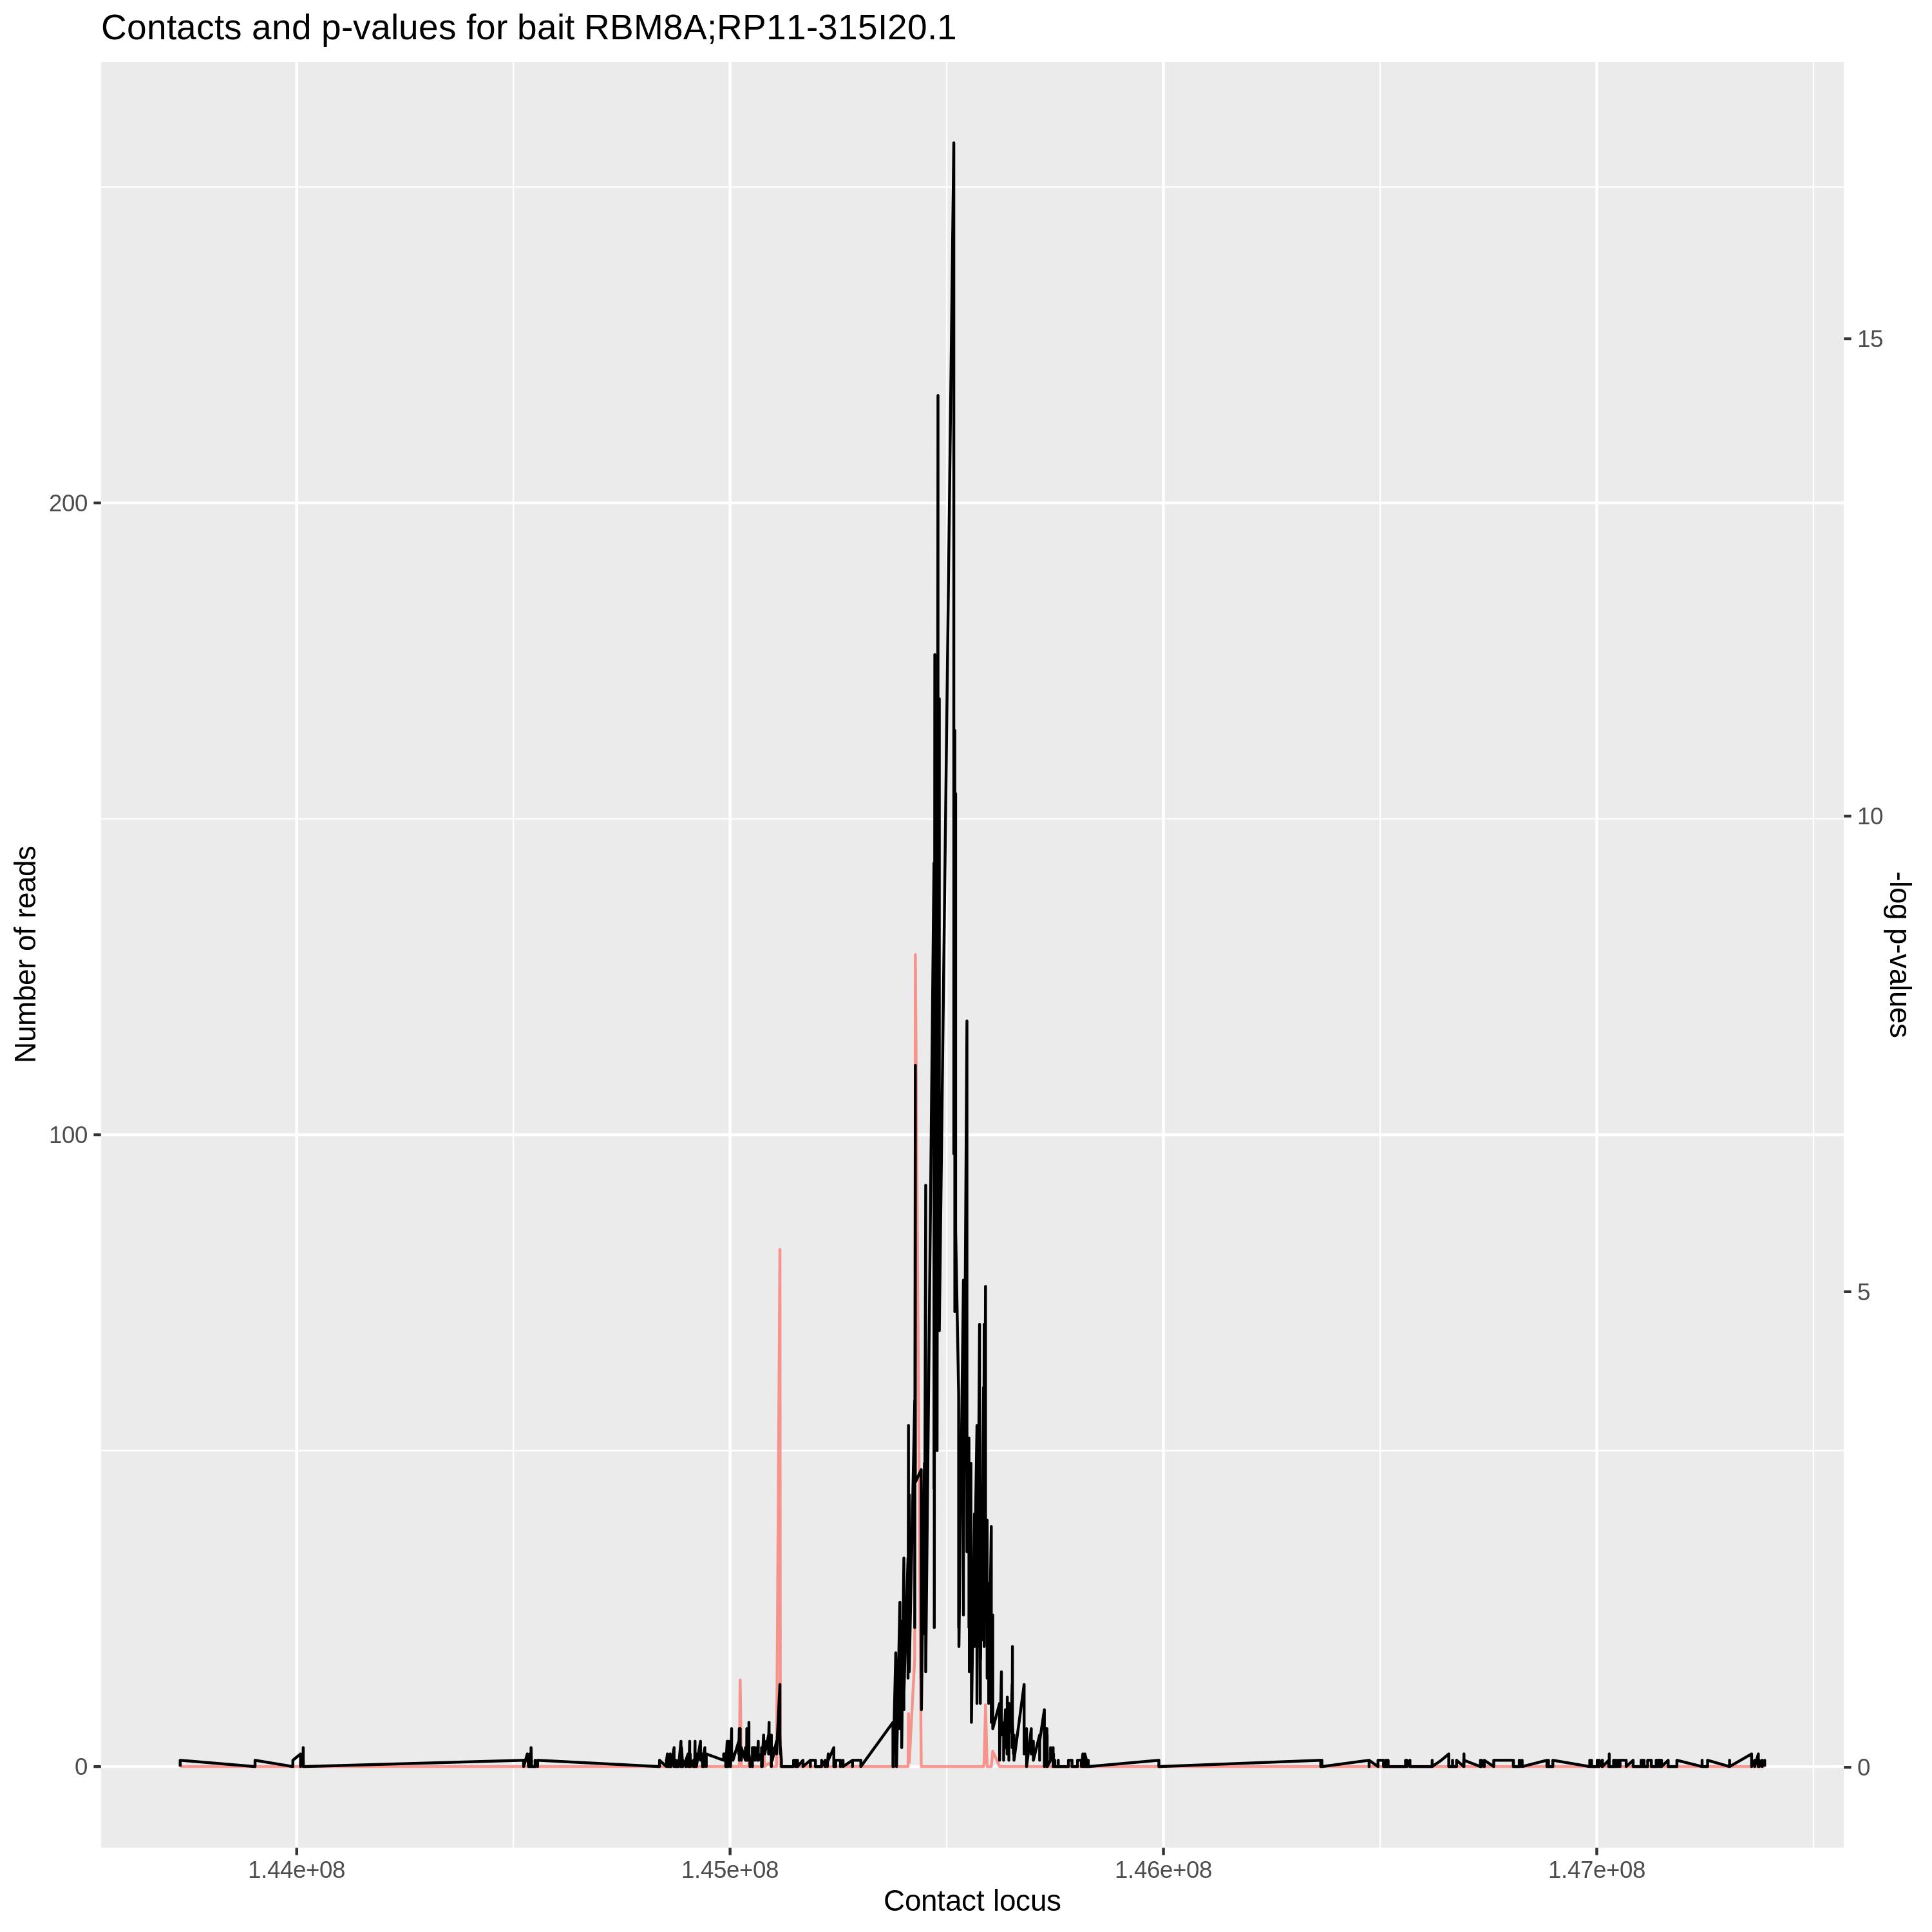 Contacts and p-values for bait RBM8A;RP11-315I20.1
200
100
0
Number of reads
15
10
5
0
-log p-values
1.44e+08
1.45e+08
1.46e+08
1.47e+08
Contact locus